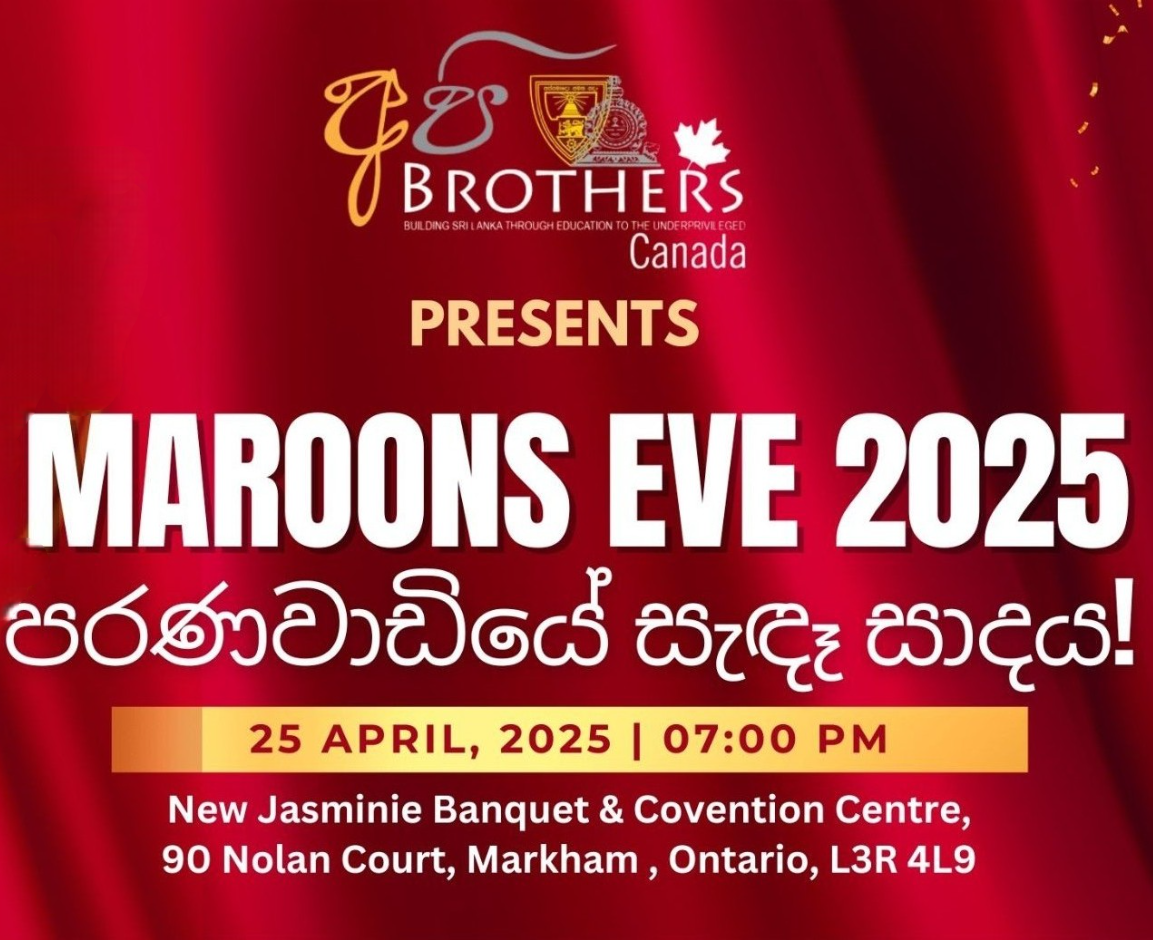 අපි
BROTHERS
BUILDING SRI LANKA THROUGH EDUCATION TO THE UNDERPRIVILEGED
Canada
PRESENTS
MAROONS EVE 2025
පරණවාඩියේ සැඳෑ සාදය!
25 APRIL, 2025 | 07:00 PM
New Jasminie Banquet & Covention Centre,
90 Nolan Court, Markham , Ontario, L3R 4L9